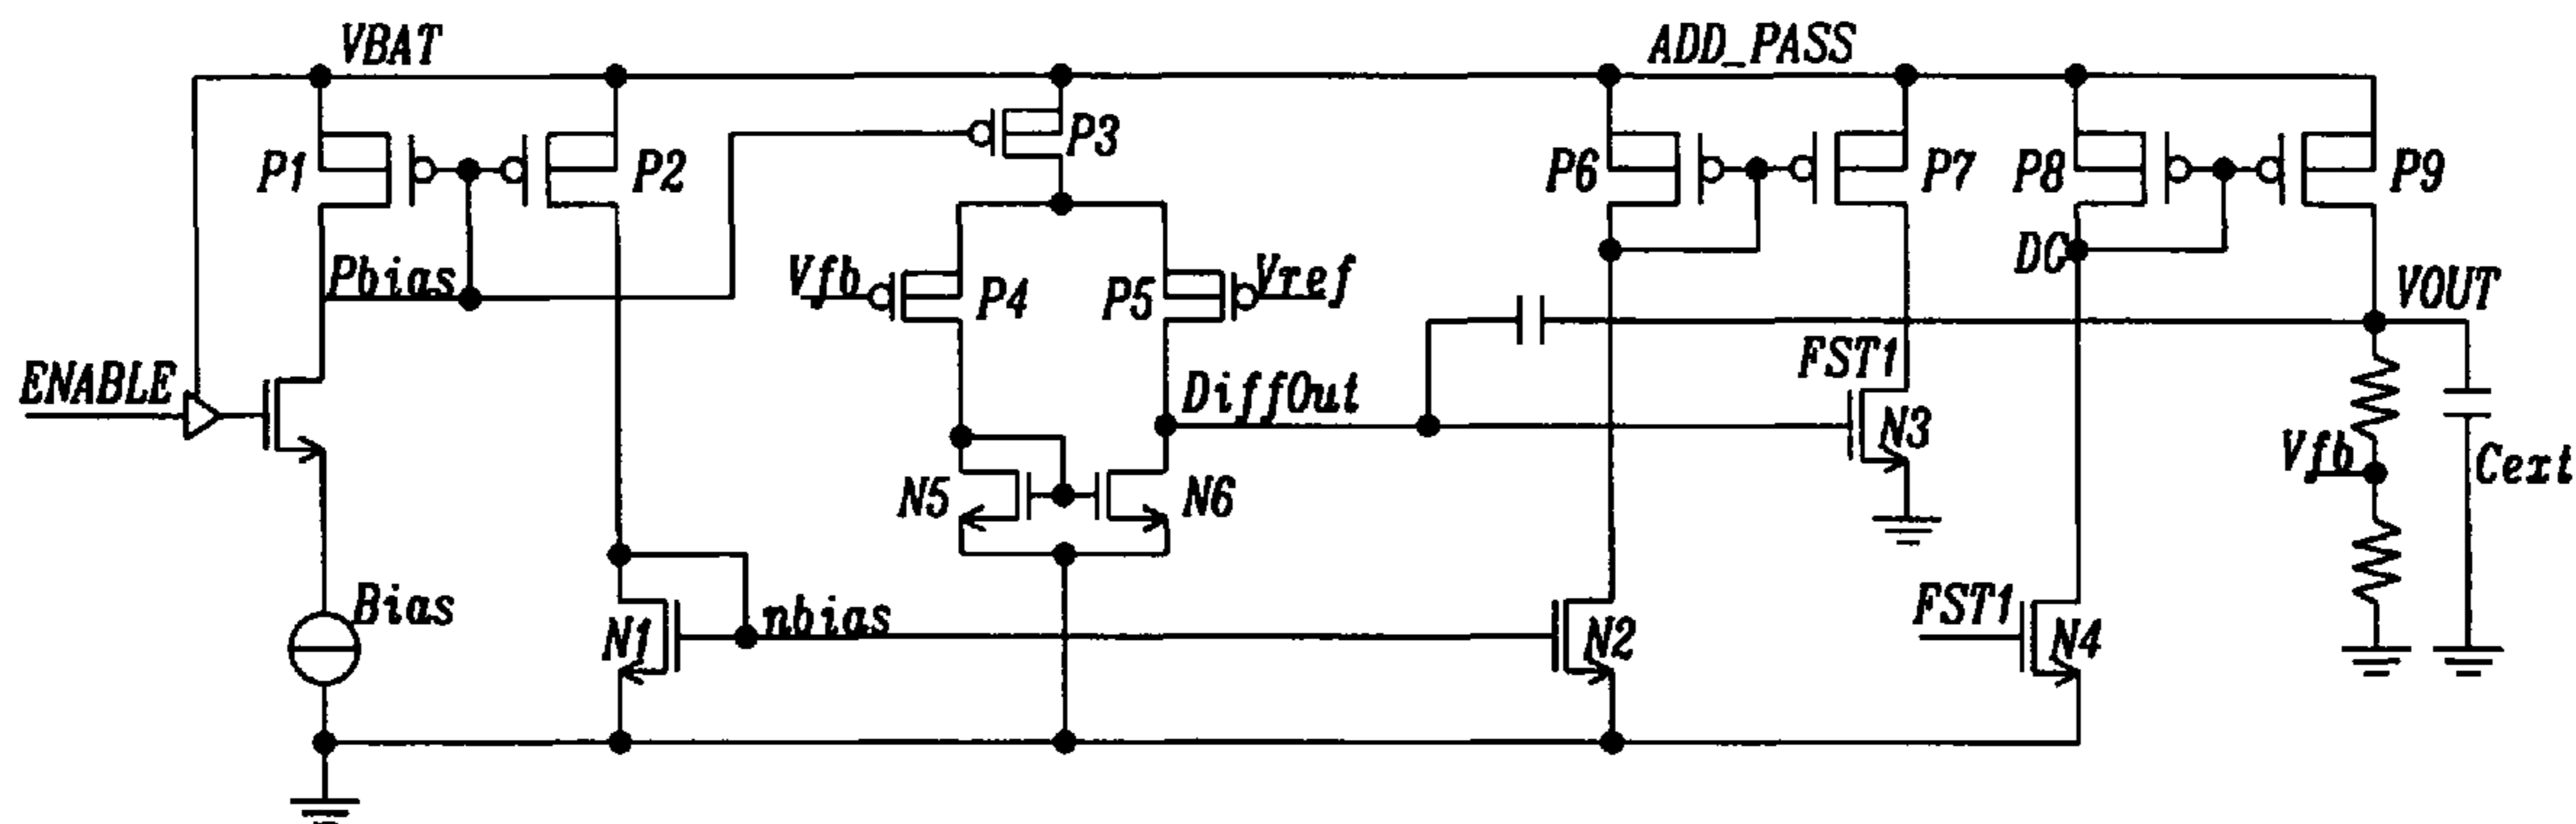 VBAT
ADD_PASS
P1
P2
P3
P6
P7
P8
P9
Pbias
Vfb
P4
P5
Vref
DG
VOUT
ENABLE
DiffOut
FST1
N3
N5
N6
Vfb
Cext
Bias
N1
nbias
N2
FST1
N4